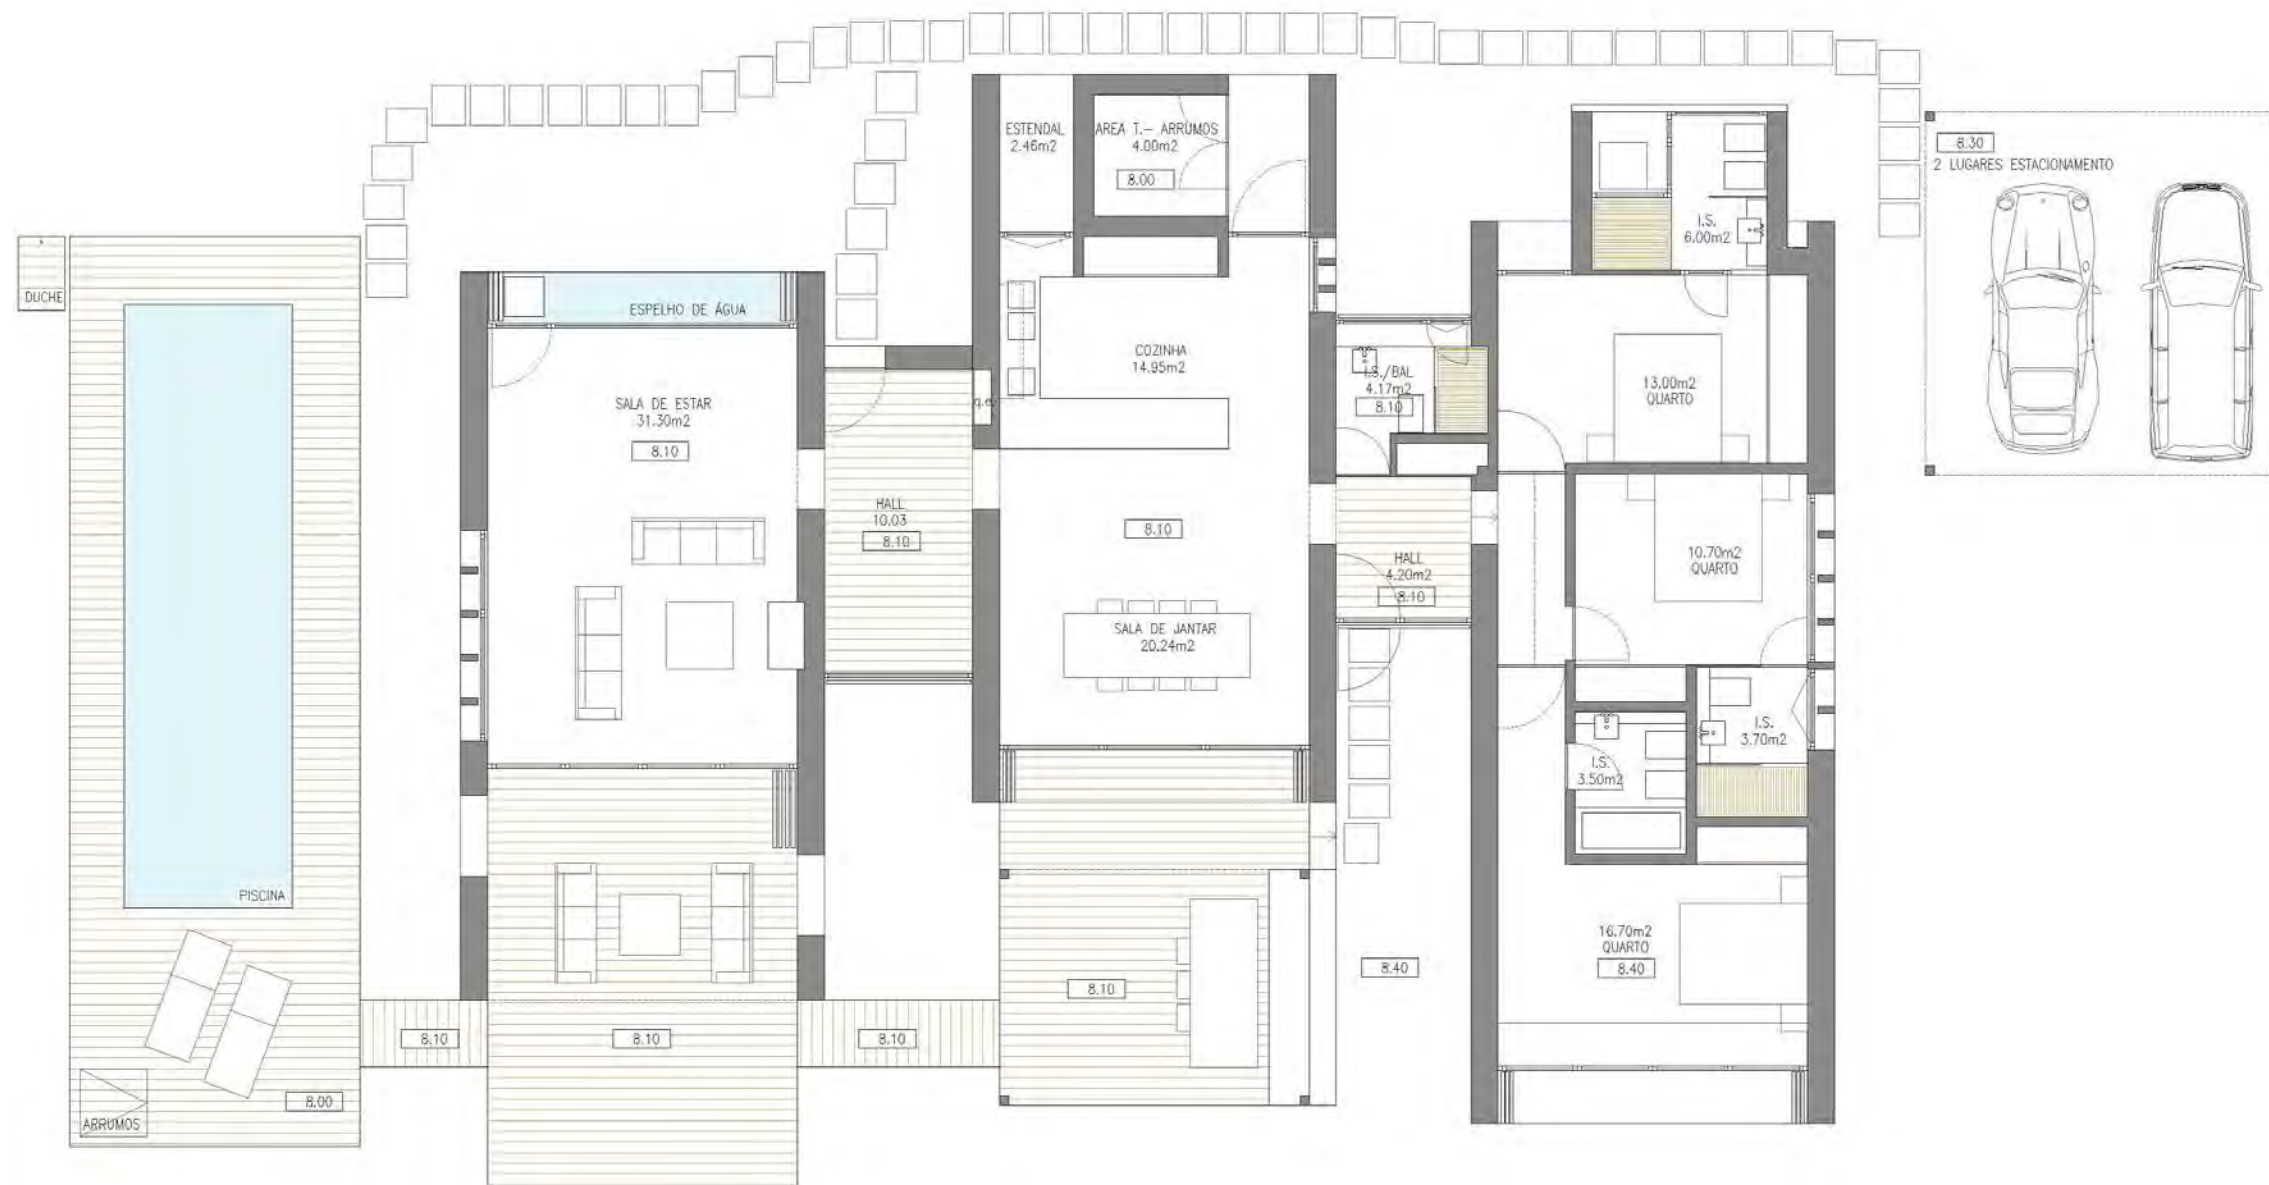 ESTENDAL
2.46m2
AREA T.- ARRUMOS
4.00m2
8.00
8.30
2 LUGARES ESTACIONAMENTO
I.S.
6.00m2
DUCHE
ESPELHO DE ÁGUA
COZINHA
14.95m2
I.S./BAL
4.17m2
8.10
13.00m2
QUARTO
SALA DE ESTAR
31.30m2
8.10
q.e.
HALL
10.03
8.10
8.10
HALL
4.20m2
8.10
10.70m2
QUARTO
SALA DE JANTAR
20.24m2
I.S.
3.70m2
I.S.
3.50m2
PISCINA
16.70m2
QUARTO
8.40
8.40
8.10
8.10
8.10
8.10
8.00
ARRUMOS